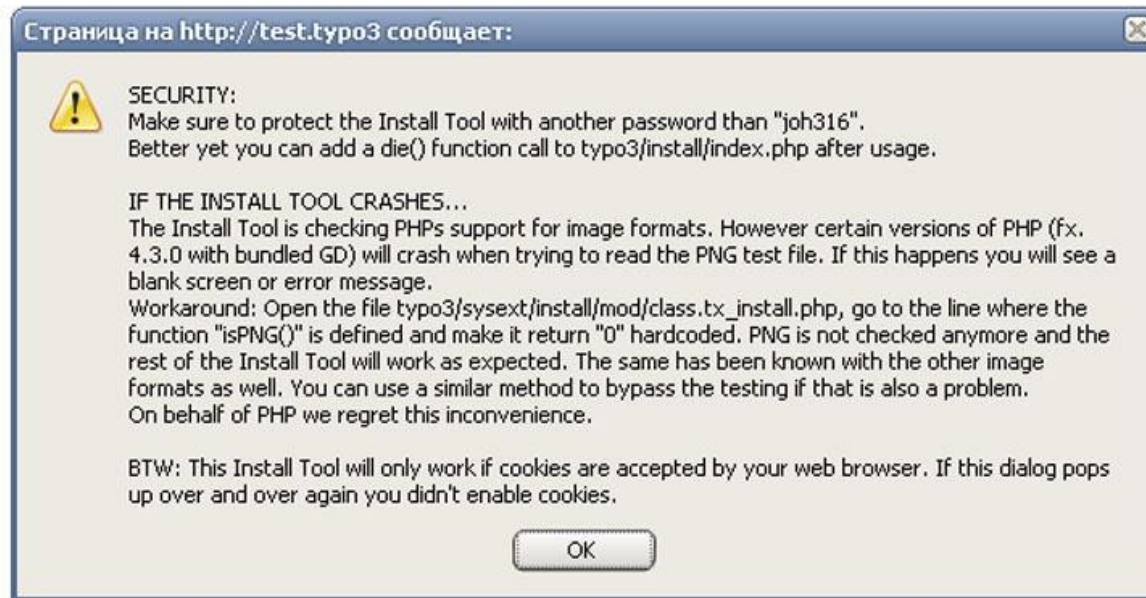 Страница на http://test.typo3 сообщает:
SECURITY:
Make sure to protect the Install Tool with another password than "joh316".
Better yet you can add a die() function call to typo3/install/index.php after usage.
IF THE INSTALL TOOL CRASHES...
The Install Tool is checking PHPs support for image formats. However certain versions of PHP (fx.
4.3.0 with bundled GD) will crash when trying to read the PNG test file. If this happens you will see a
blank screen or error message.
Workaround: Open the file typo3/sysext/install/mod/class.tx_install.php, go to the line where the
function "isPNG()" is defined and make it return "0" hardcoded. PNG is not checked anymore and the
rest of the Install Tool will work as expected. The same has been known with the other image
formats as well. You can use a similar method to bypass the testing if that is also a problem.
On behalf of PHP we regret this inconvenience.
BTW: This Install Tool will only work if cookies are accepted by your web browser. If this dialog pops
up over and over again you didn't enable cookies.
OK